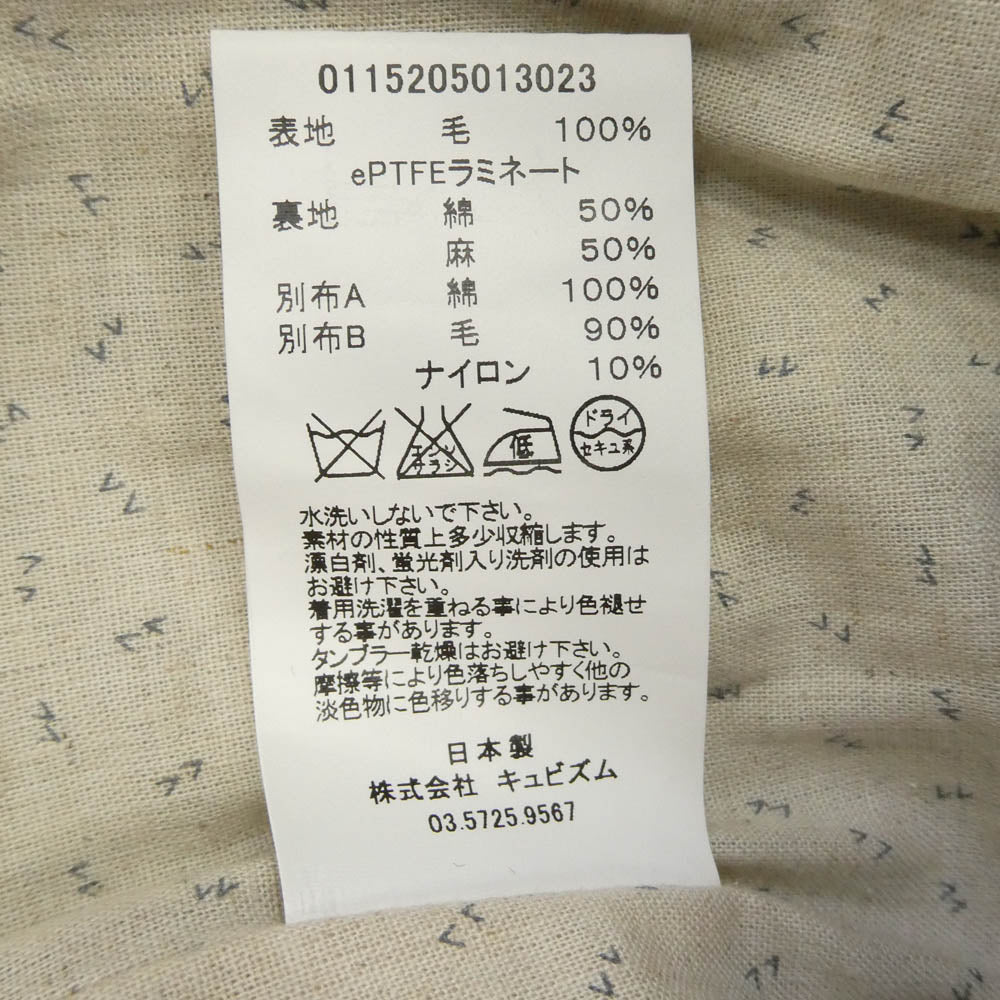 0115205013023
表地 毛 100%
ePTFEラミネート
裏地 綿 50%
麻 50%
別布A 綿 100%
別布B 毛 90%
ナイロン 10%
エンソ サラシ
低
ドライ
セキユ系
水洗いしないで下さい。
素材の性質上多少収縮します。
漂白剤、蛍光剤入り洗剤の使用は
お避け下さい。
着用洗濯を重ねる事により色褪せ
する事があります。
タンブラー乾燥はお避け下さい。
摩擦等により色落ちしやすく他の
淡色物に色移りする事があります。
日本製
株式会社 キュビズム
03.5725.9567